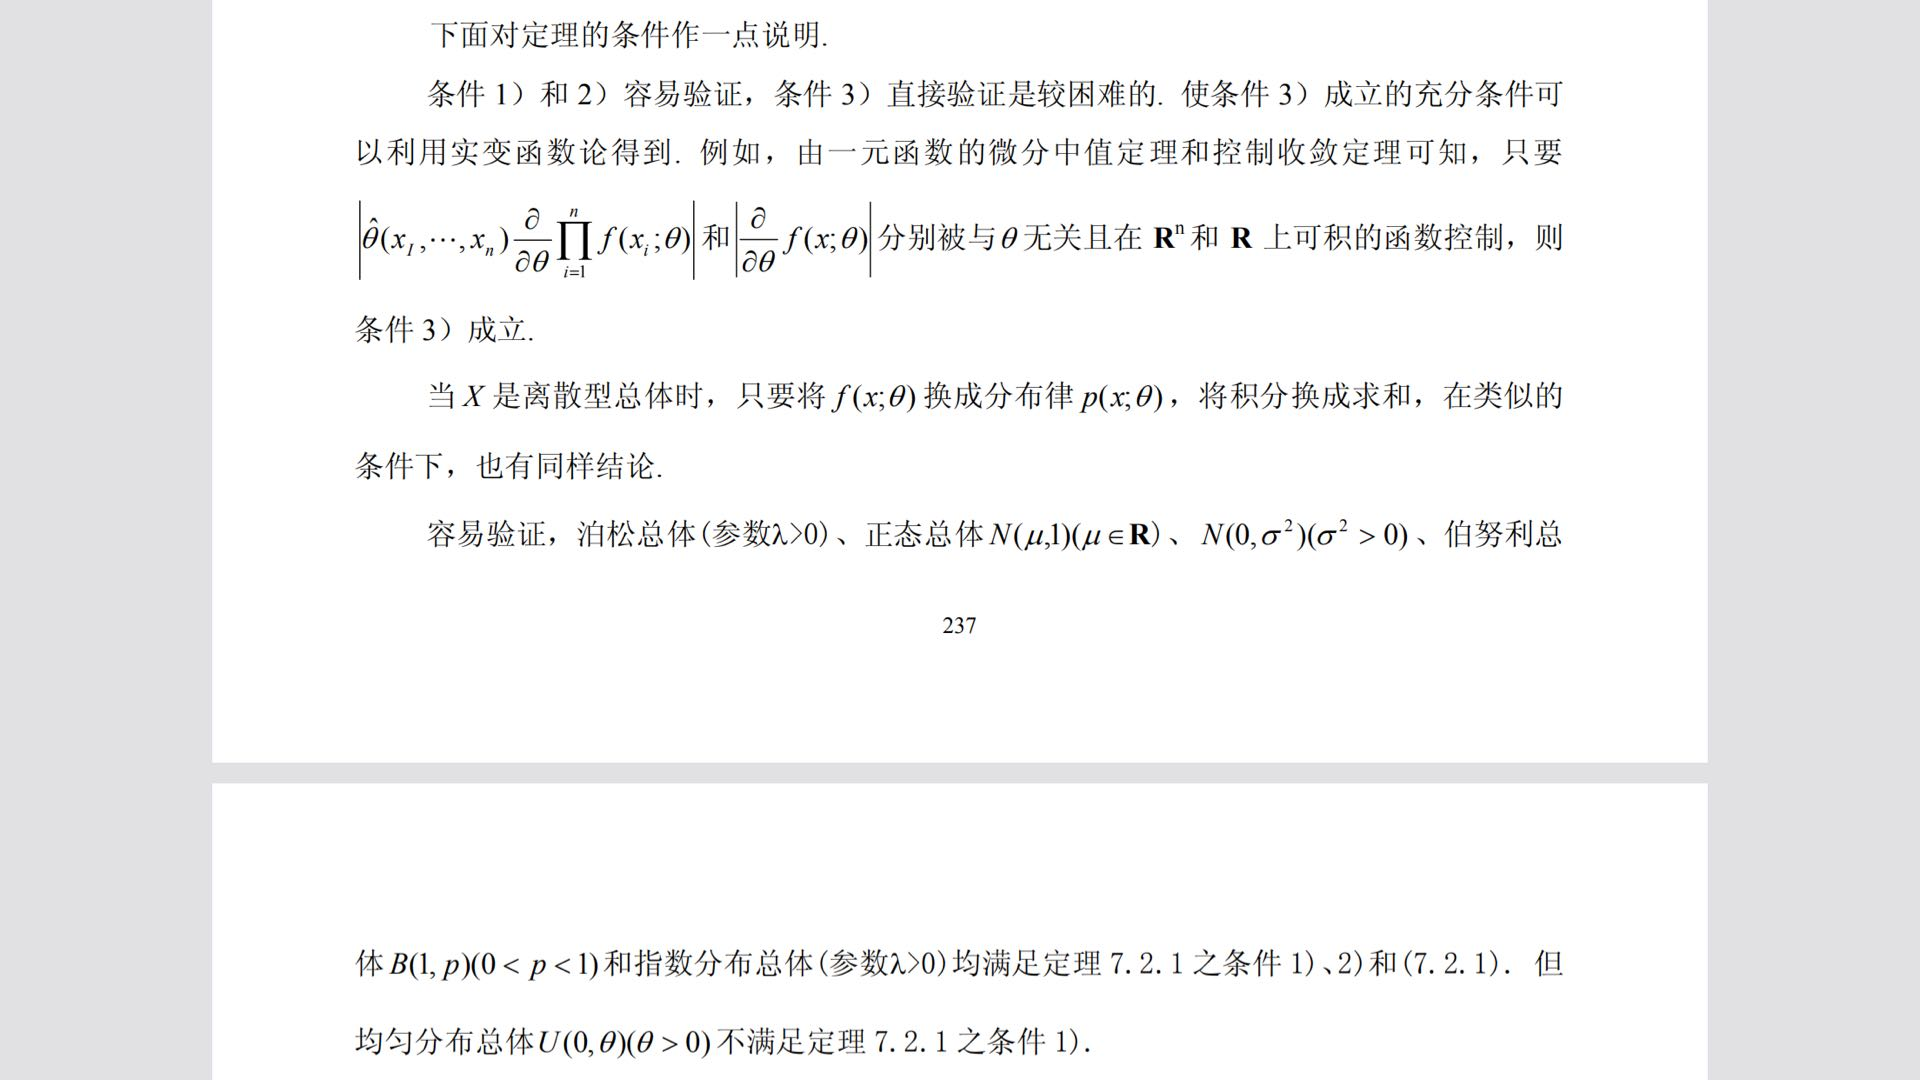 下面对定理的条件作一点说明.
条件 1）和 2）容易验证，条件 3）直接验证是较困难的. 使条件 3）成立的充分条件可
以利用实变函数论得到. 例如，由一元函数的微分中值定理和控制收敛定理可知，只要
|θ̂(x_I,⋯,x_n) ∂/∂θ ∏_{i=1}^{n} f(x_i;θ)| 和 |∂/∂θ f(x;θ)| 分别被与θ无关且在 Rⁿ和 R 上可积的函数控制，则
条件 3）成立.
当 X 是离散型总体时，只要将 f(x;θ) 换成分布律 p(x;θ)，将积分换成求和，在类似的
条件下，也有同样结论.
容易验证，泊松总体(参数λ>0)、正态总体 N(μ,1)(μ∈R)、 N(0,σ²)(σ² > 0)、伯努利总
237
体 B(1, p)(0 < p < 1) 和指数分布总体(参数λ>0)均满足定理 7.2.1 之条件 1)、2)和(7.2.1). 但
均匀分布总体 U(0,θ)(θ > 0) 不满足定理 7.2.1 之条件 1).